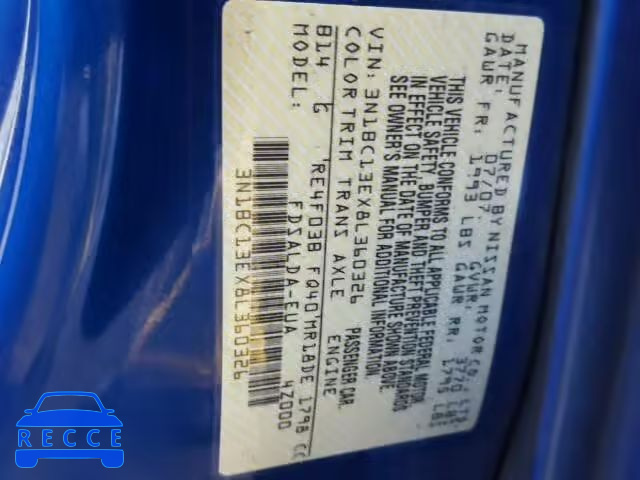 MANUFACTURED BY NISSAN MOTOR CO., LTD.
DATE: 07/07 GVWR: 3770 LBS
GAWR FR: 1993 LBS GAWR RR: 1795 LBS
THIS VEHICLE CONFORMS TO ALL APPLICABLE FEDERAL MOTOR
VEHICLE SAFETY, BUMPER AND THEFT PREVENTION STANDARDS
IN EFFECT ON THE DATE OF MANUFACTURE SHOWN ABOVE.
SEE OWNER'S MANUAL FOR ADDITIONAL INFORMATION.
VIN: 3N1BC13EX8L360326 PASSENGER CAR
COLOR TRIM TRANS AXLE ENGINE
B14 G RE4F03B FQ40 MR18DE 1798 CC
MODEL: FDSALDA-EUA 4Z000
3N1BC13EX8L360326
RECCE